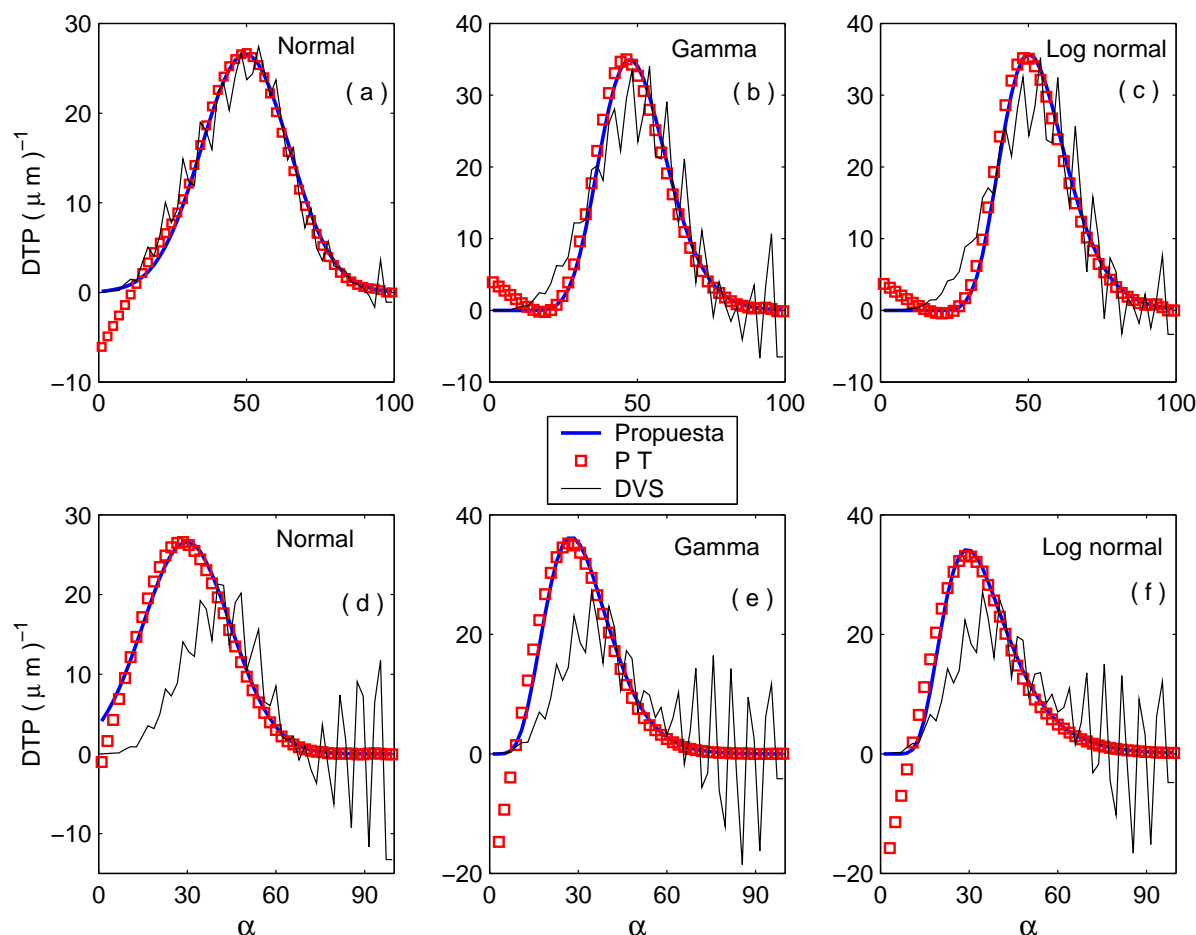 30
20
10
0
−10
0
50
100
DTP ( μ m )⁻¹
Normal
( a )
40
30
20
10
0
−10
0
50
100
Gamma
( b )
40
30
20
10
0
−10
0
50
100
Log normal
( c )
Propuesta
P T
DVS
30
20
10
0
−10
0
30
60
90
DTP ( μ m )⁻¹
α
Normal
( d )
40
20
0
−20
0
30
60
90
α
Gamma
( e )
40
20
0
−20
0
30
60
90
α
Log normal
( f )